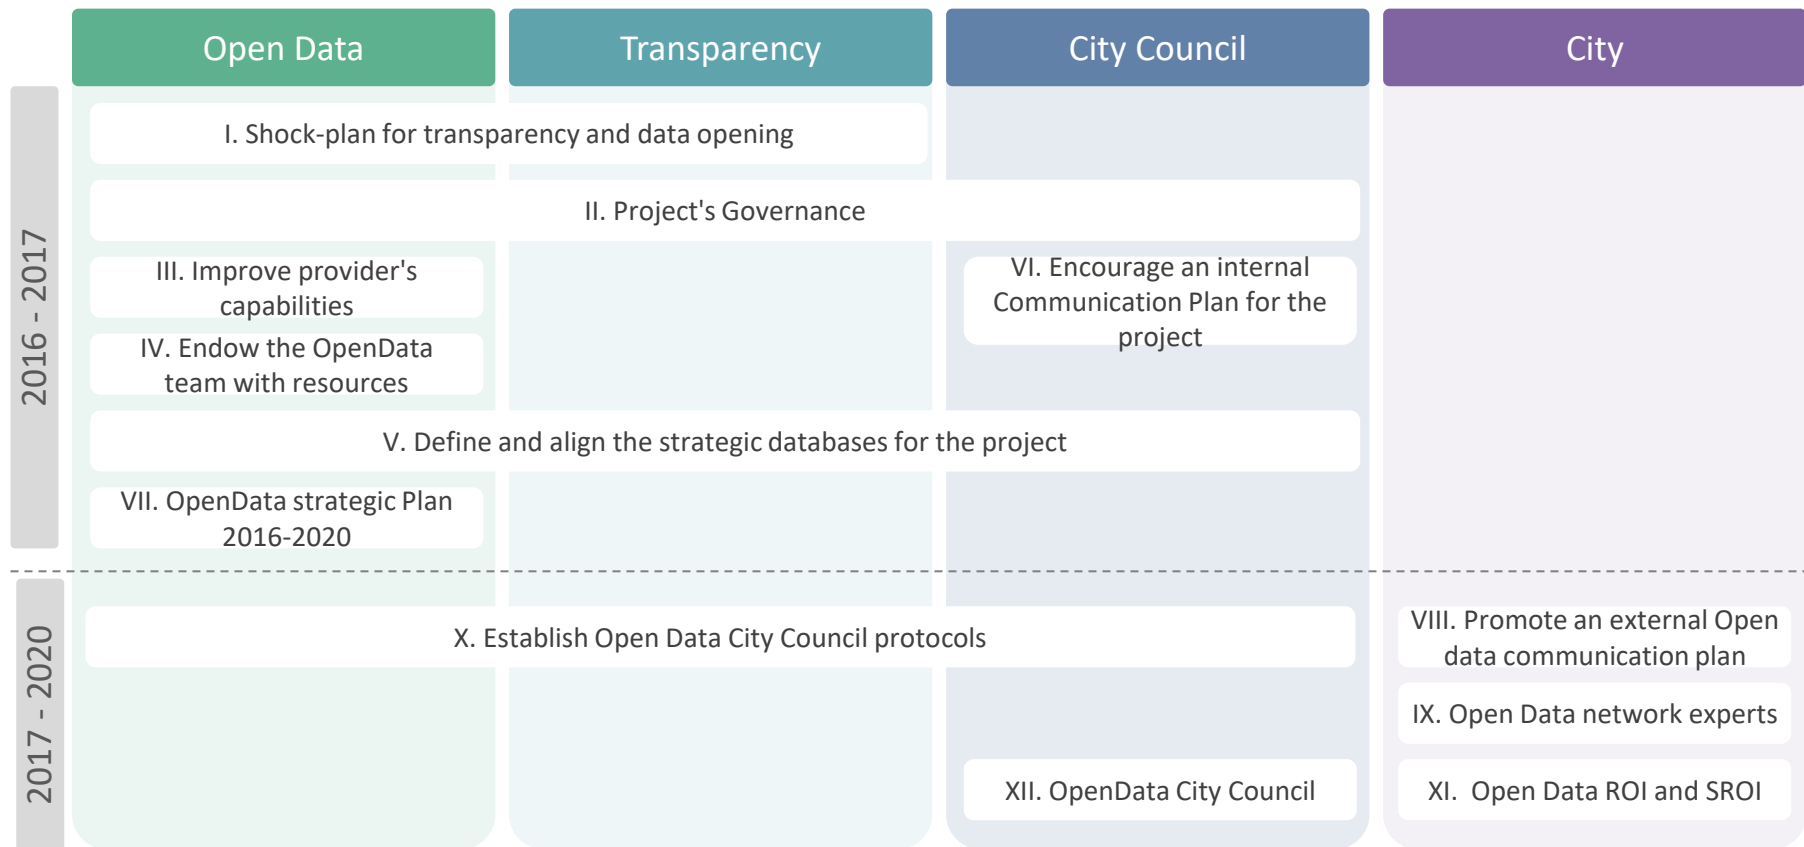 Open Data
Transparency
City Council
City
2016 - 2017
I. Shock-plan for transparency and data opening
II. Project's Governance
III. Improve provider's
capabilities
VI. Encourage an internal
Communication Plan for the
project
IV. Endow the OpenData
team with resources
V. Define and align the strategic databases for the project
VII. OpenData strategic Plan
2016-2020
2017 - 2020
X. Establish Open Data City Council protocols
VIII. Promote an external Open
data communication plan
IX. Open Data network experts
XII. OpenData City Council
XI. Open Data ROI and SROI